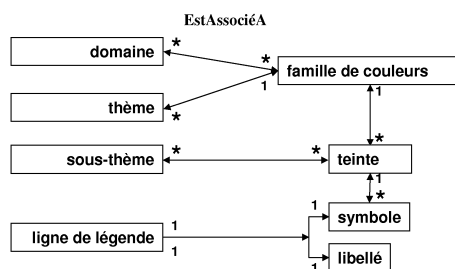 EstAssociéA
domaine
*
*
famille de couleurs
1
1
thème
*
*
sous-thème
*
*
teinte
1
*
1
symbole
ligne de légende
1
1
libellé
1